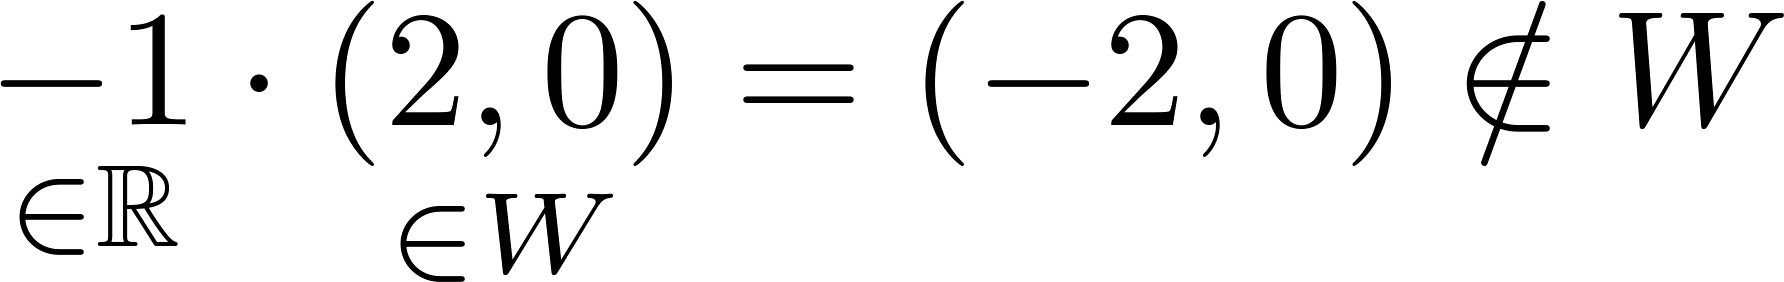 −1 · (2, 0) = (−2, 0) ∉ W
∈ℝ ∈W